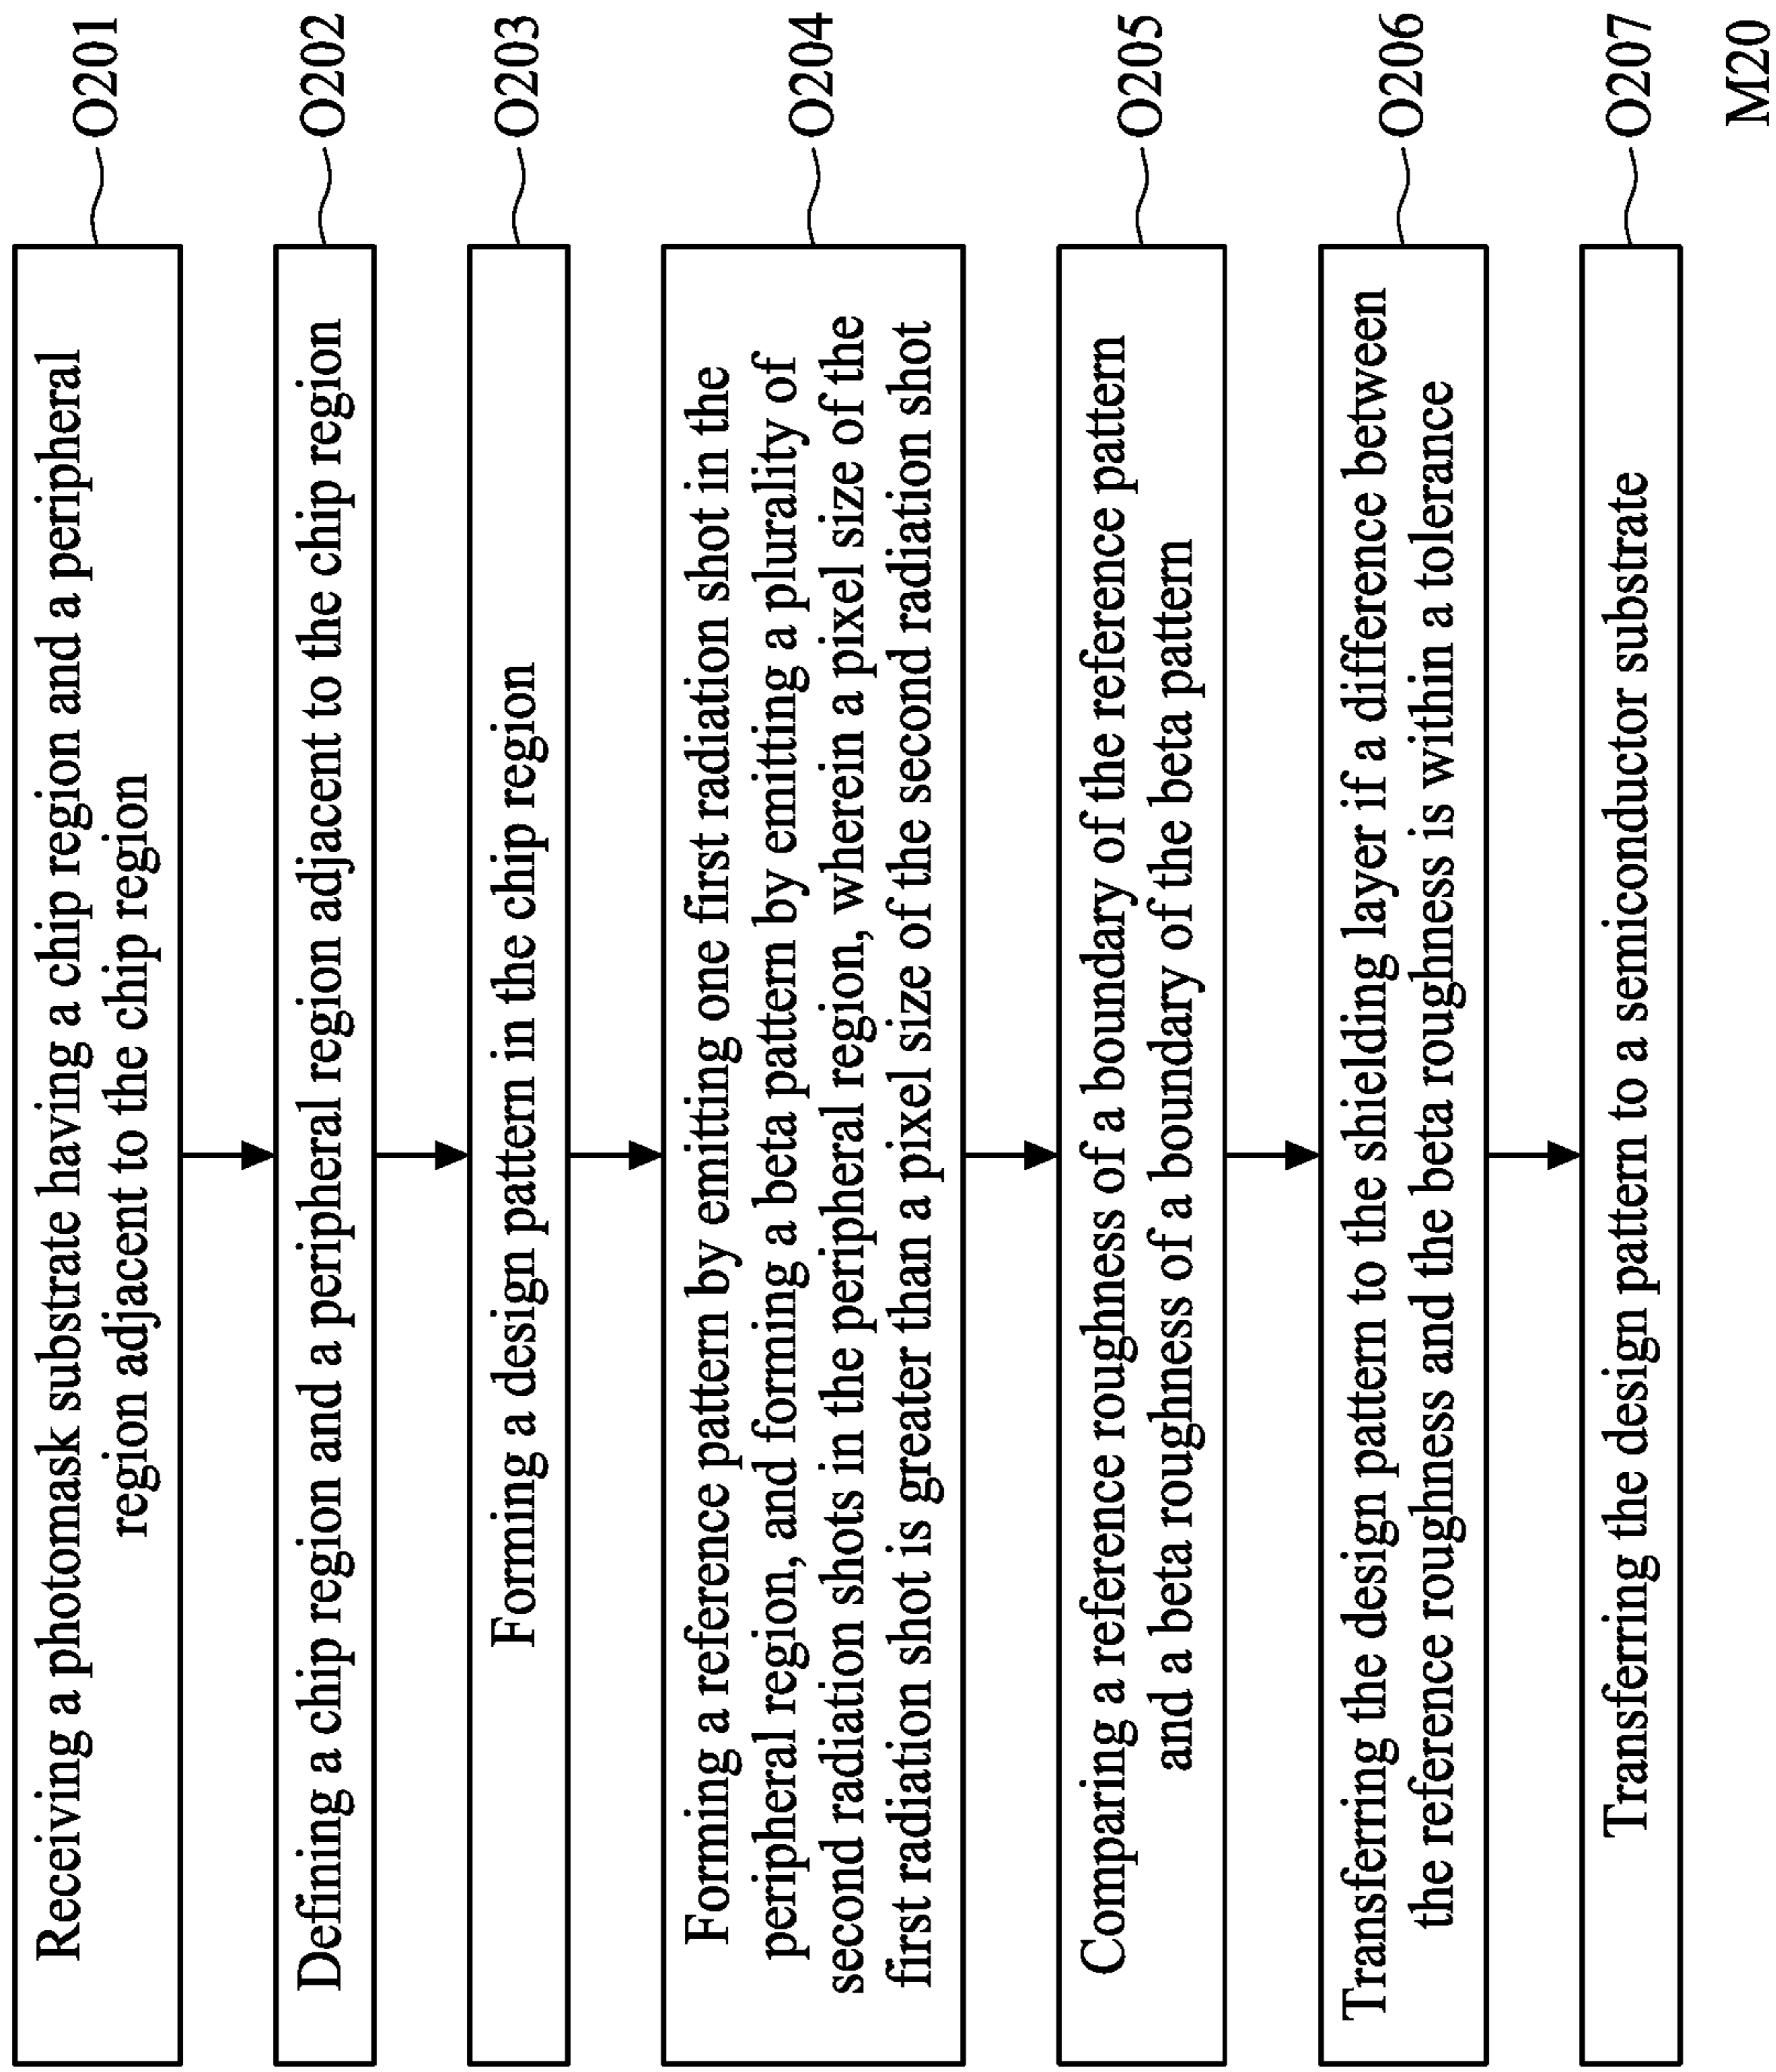 Receiving a photomask substrate having a chip region and a peripheral
region adjacent to the chip region
O201
Defining a chip region and a peripheral region adjacent to the chip region
O202
Forming a design pattern in the chip region
O203
Forming a reference pattern by emitting one first radiation shot in the
peripheral region, and forming a beta pattern by emitting a plurality of
second radiation shots in the peripheral region, wherein a pixel size of the
first radiation shot is greater than a pixel size of the second radiation shot
O204
Comparing a reference roughness of a boundary of the reference pattern
and a beta roughness of a boundary of the beta pattern
O205
Transferring the design pattern to the shielding layer if a difference between
the reference roughness and the beta roughness is within a tolerance
O206
Transferring the design pattern to a semiconductor substrate
O207
M20